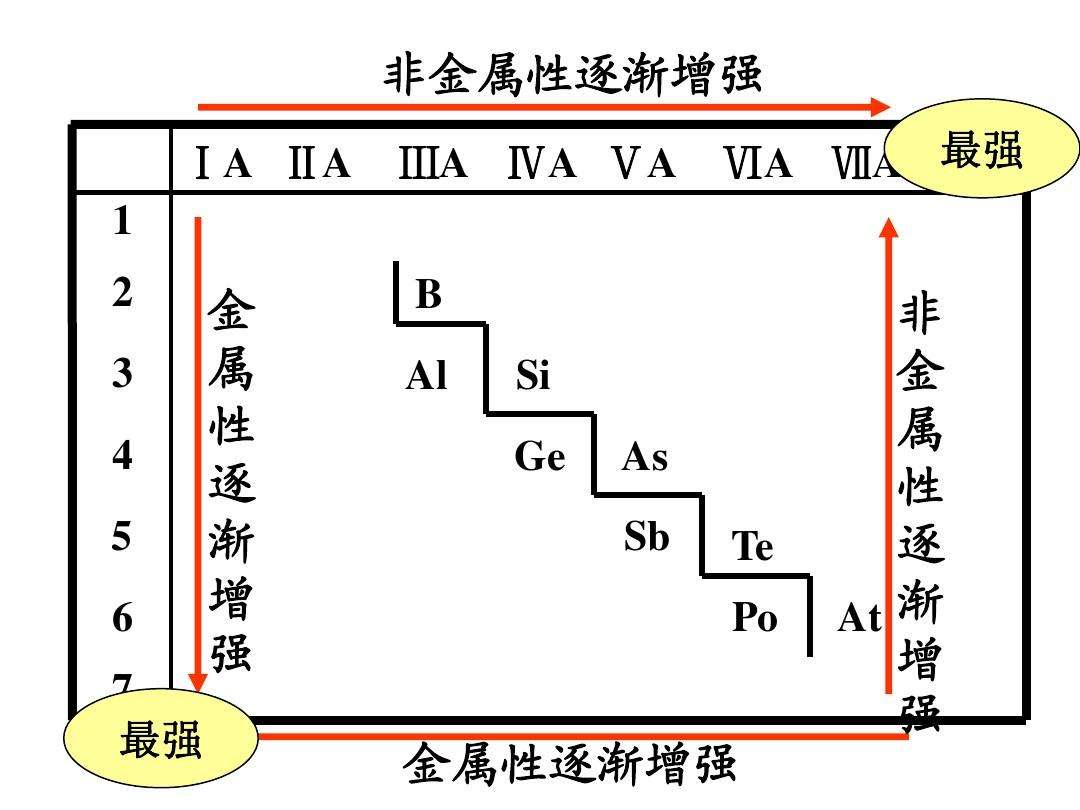 非金属性逐渐增强
最强
ⅠA ⅡA ⅢA ⅣA ⅤA ⅥA ⅦA
1
2 B
3 Al Si
4 Ge As
5 Sb Te
6 Po At
7
金属性逐渐增强
非金属性逐渐增强
最强
金属性逐渐增强